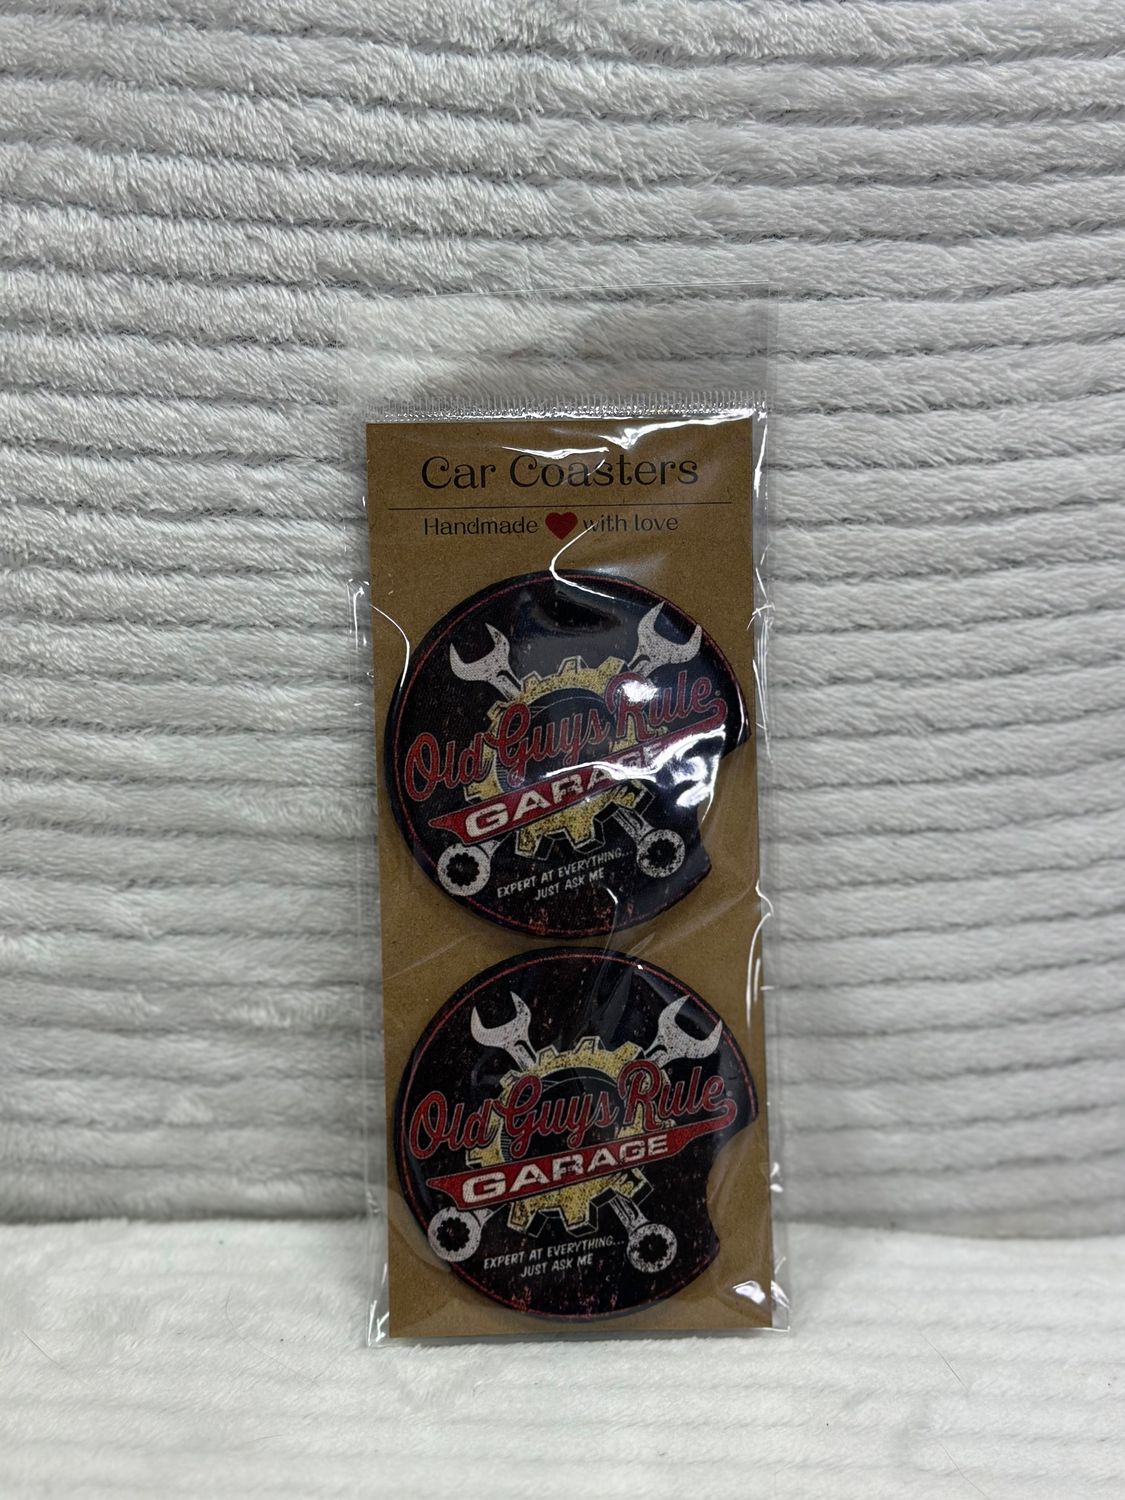 Car Coasters
Handmade ❤ with love
Old Guys Rule
GARAGE
EXPERT AT EVERYTHING...
JUST ASK ME
Old Guys Rule
GARAGE
EXPERT AT EVERYTHING...
JUST ASK ME